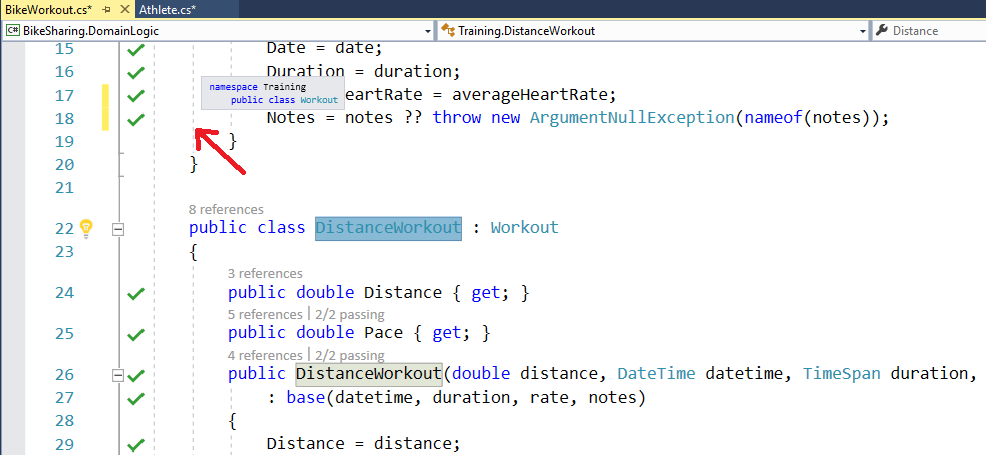 BikeWorkout.cs* Athlete.cs*
C# BikeSharing.DomainLogic Training.DistanceWorkout Distance
15 Date = date;
16 Duration = duration;
namespace Training
17 eartRate = averageHeartRate;
public class Workout
18 Notes = notes ?? throw new ArgumentNullException(nameof(notes));
19 }
20 }
21
8 references
22 public class DistanceWorkout : Workout
23 {
3 references
24 public double Distance { get; }
5 references | 2/2 passing
25 public double Pace { get; }
4 references | 2/2 passing
26 public DistanceWorkout(double distance, DateTime datetime, TimeSpan duration,
27 : base(datetime, duration, rate, notes)
28 {
29 Distance = distance;